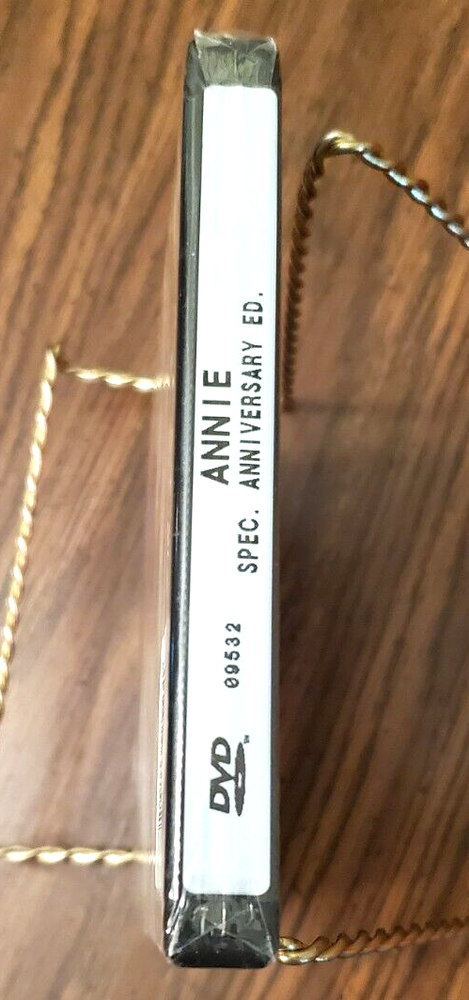 ANNIE
SPEC. ANNIVERSARY ED.
09532
DVD